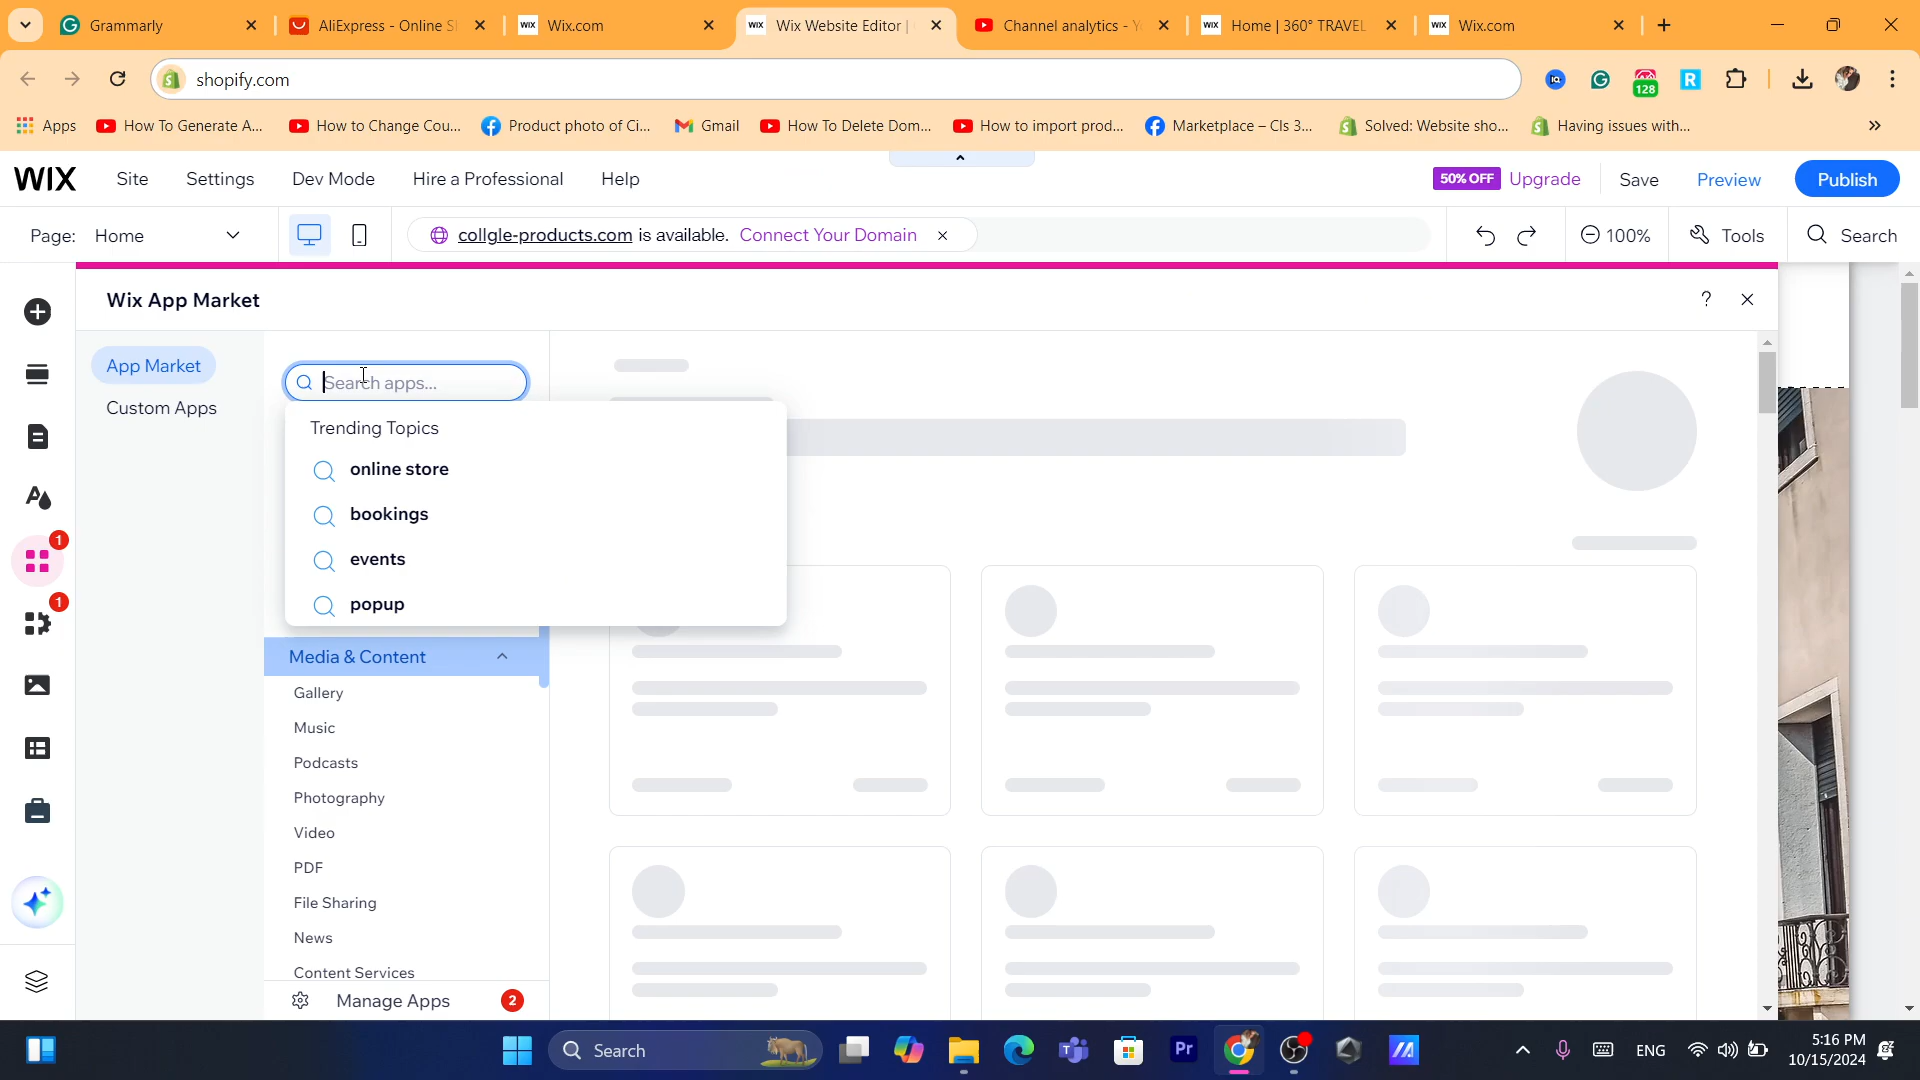 Grammarly
AliExpress - Online S
Wix.com
Wix Website Editor |
Channel analytics - Y
Home | 360° TRAVEL
Wix.com
shopify.com
128
Apps
How To Generate A...
How to Change Cou...
Product photo of Ci...
Gmail
How To Delete Dom...
How to import prod...
Marketplace – Cls 3...
Solved: Website sho...
Having issues with...
WIX
Site
Settings
Dev Mode
Hire a Professional
Help
50% OFF
Upgrade
Save
Preview
Publish
Page:
Home
collgle-products.com is available. Connect Your Domain
100%
Tools
Search
Wix App Market
?
App Market
Custom Apps
Search apps...
Trending Topics
online store
bookings
events
popup
1
1
Media & Content
Gallery
Music
Podcasts
Photography
Video
PDF
File Sharing
News
Content Services
Manage Apps
2
Search
Pr
ENG
5:16 PM
10/15/2024